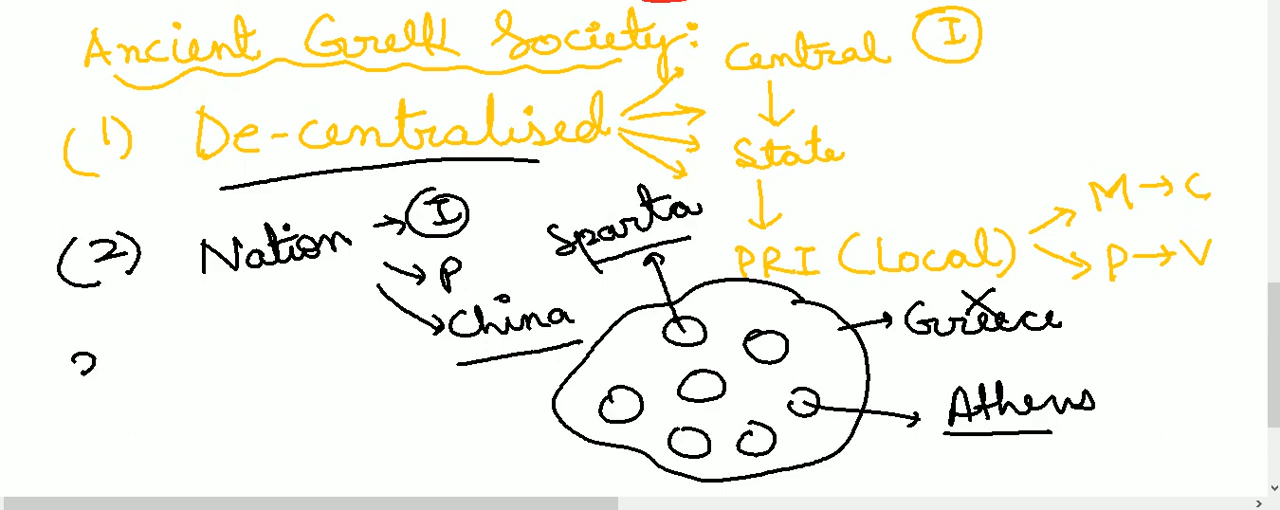 Ancient Greek Society:
Central I
(1) De-centralised
State
PRI (Local)
M → C
P → V
(2) Nation → I
→ P
→ China
Sparta
Greece
Athens